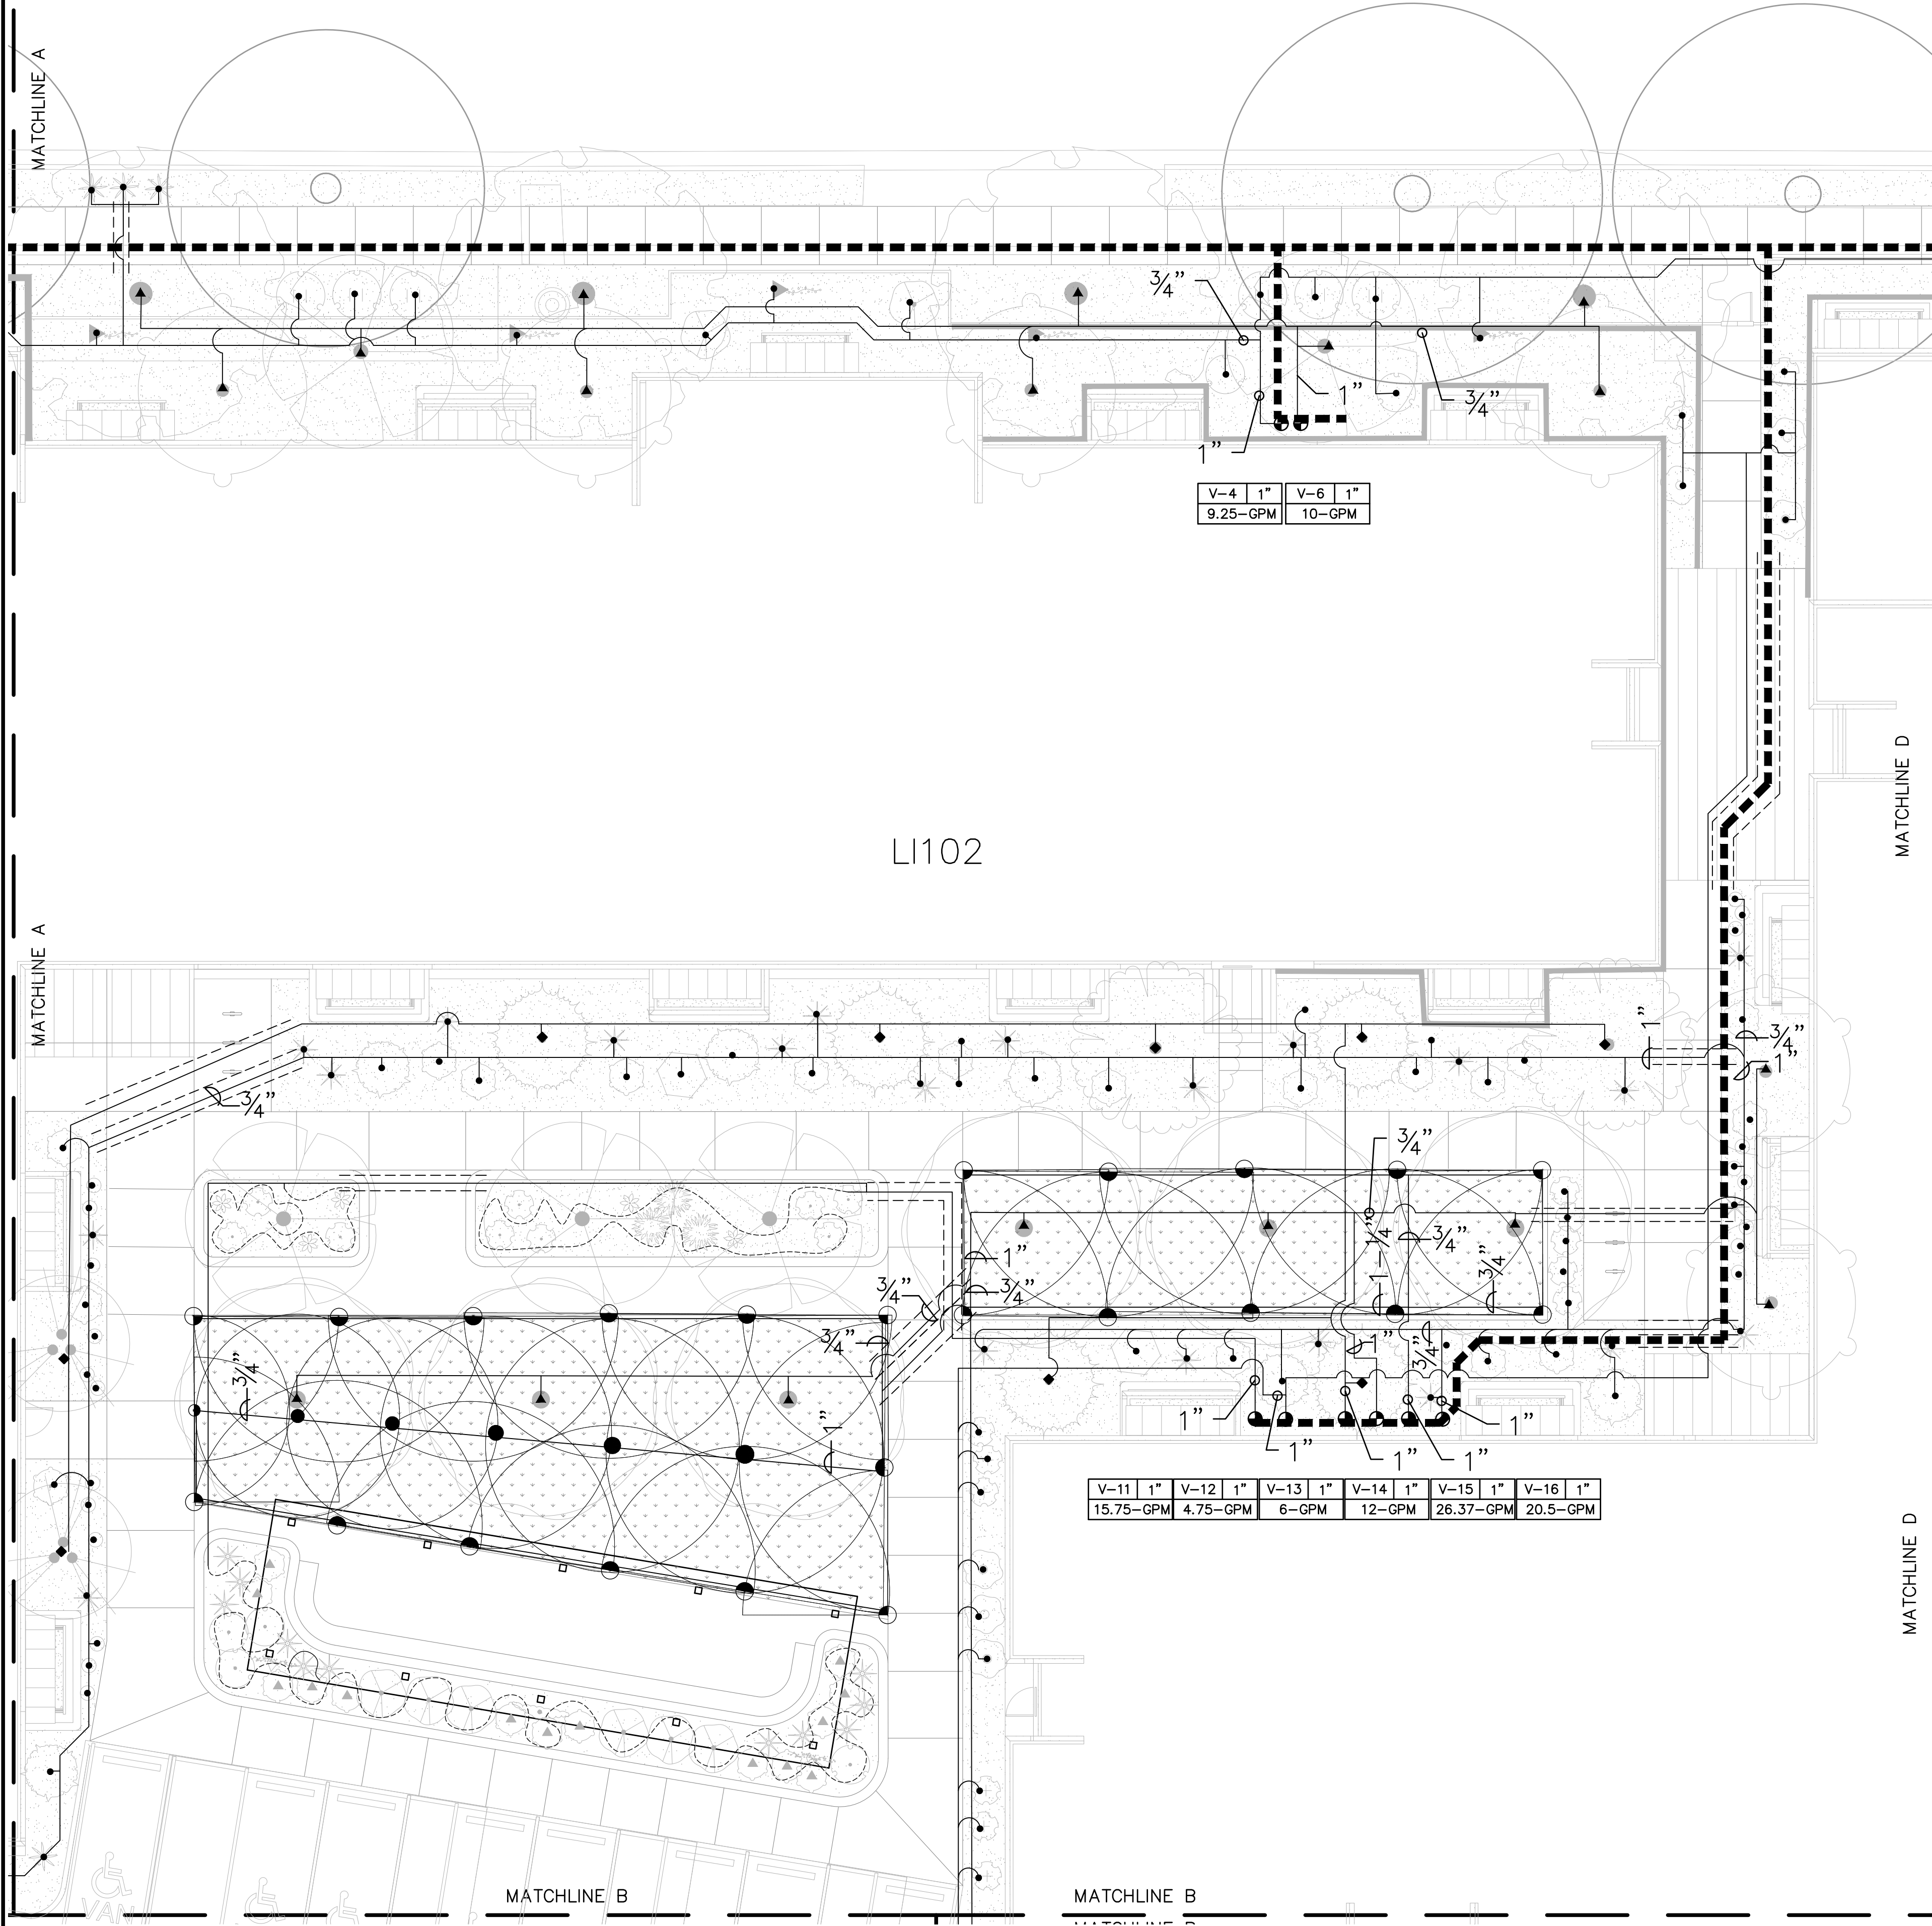 MATCHLINE A
3/4”
1”
3/4”
1”
V–4 1” V–6 1”
9.25–GPM 10–GPM
MATCHLINE D
LI102
MATCHLINE A
1”
3/4”
1”
3/4”
3/4”
1–1/4”
3/4”
3/4”
1”
3/4”
3/4”
3/4”
3/4”
1”
3/4”
1”
1”
1”
1”
1”
1”
V–11 1” V–12 1” V–13 1” V–14 1” V–15 1” V–16 1”
15.75–GPM 4.75–GPM 6–GPM 12–GPM 26.37–GPM 20.5–GPM
MATCHLINE D
VAN
MATCHLINE B
MATCHLINE B